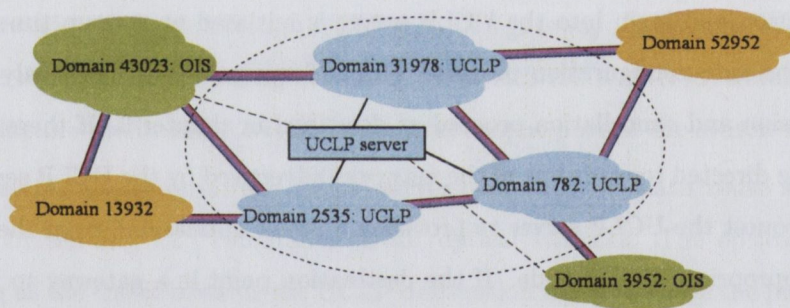 Domain 52952
Domain 43023: OIS
Domain 31978: UCLP
UCLP server
Domain 782: UCLP
Domain 13932
Domain 2535: UCLP
Domain 3952: OIS